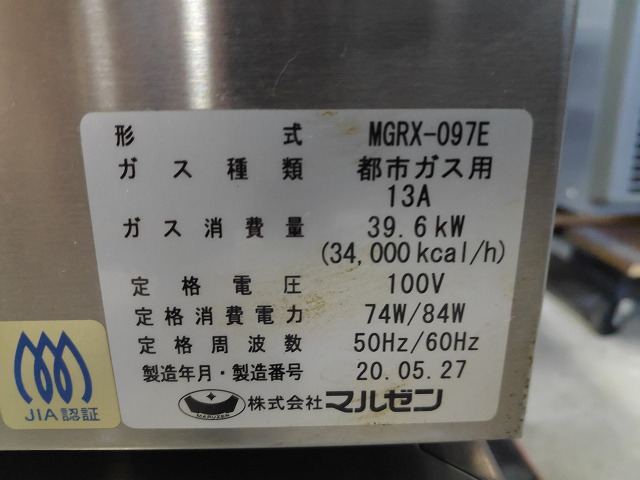 形式 MGRX-097E
ガス種類 都市ガス用
13A
ガス消費量 39.6kW
(34,000kcal/h)
定格電圧 100V
定格消費電力 74W/84W
定格周波数 50Hz/60Hz
製造年月・製造番号 20.05.27
MARUZEN 株式会社マルゼン
JIA認証